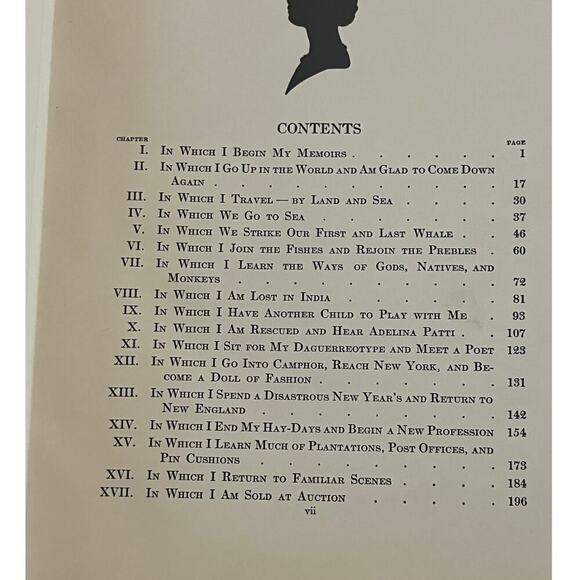 CONTENTS
CHAPTER PAGE
I. In Which I Begin My Memoirs . . . . . . 1
II. In Which I Go Up in the World and Am Glad to Come Down
Again . . . . . . . . . . . 17
III. In Which I Travel — by Land and Sea . . . . 30
IV. In Which We Go to Sea . . . . . . . 37
V. In Which We Strike Our First and Last Whale . . 46
VI. In Which I Join the Fishes and Rejoin the Prebles . 60
VII. In Which I Learn the Ways of Gods, Natives, and
Monkeys . . . . . . . . . . 72
VIII. In Which I Am Lost in India . . . . . . 81
IX. In Which I Have Another Child to Play with Me . 93
X. In Which I Am Rescued and Hear Adelina Patti . . 107
XI. In Which I Sit for My Daguerreotype and Meet a Poet 123
XII. In Which I Go Into Camphor, Reach New York, and Be-
come a Doll of Fashion . . . . . . . 131
XIII. In Which I Spend a Disastrous New Year's and Return to
New England . . . . . . . . . 142
XIV. In Which I End My Hay-Days and Begin a New Profession 154
XV. In Which I Learn Much of Plantations, Post Offices, and
Pin Cushions . . . . . . . . . 173
XVI. In Which I Return to Familiar Scenes . . . . 184
XVII. In Which I Am Sold at Auction . . . . . 196
vii